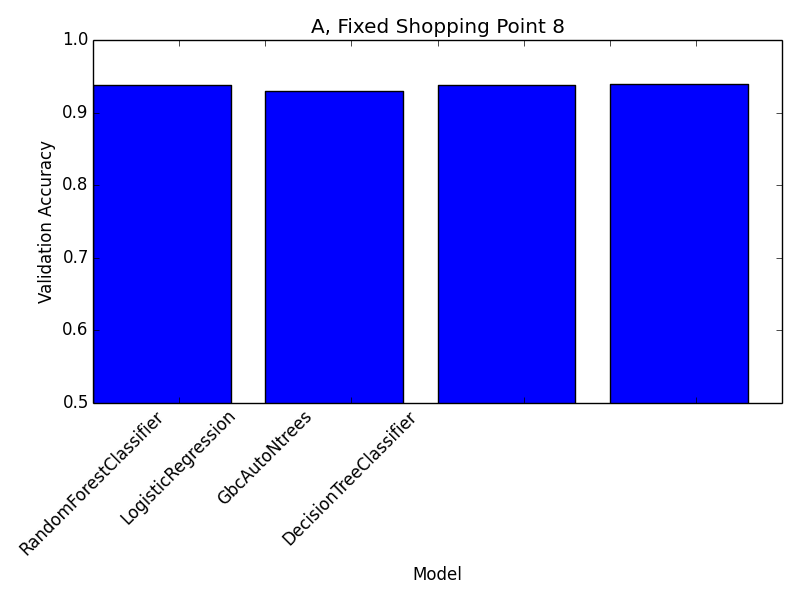 A, Fixed Shopping Point 8
1.0
0.9
0.8
0.7
0.6
0.5
Validation Accuracy
RandomForestClassifier
LogisticRegression
GbcAutoNtrees
DecisionTreeClassifier
Model